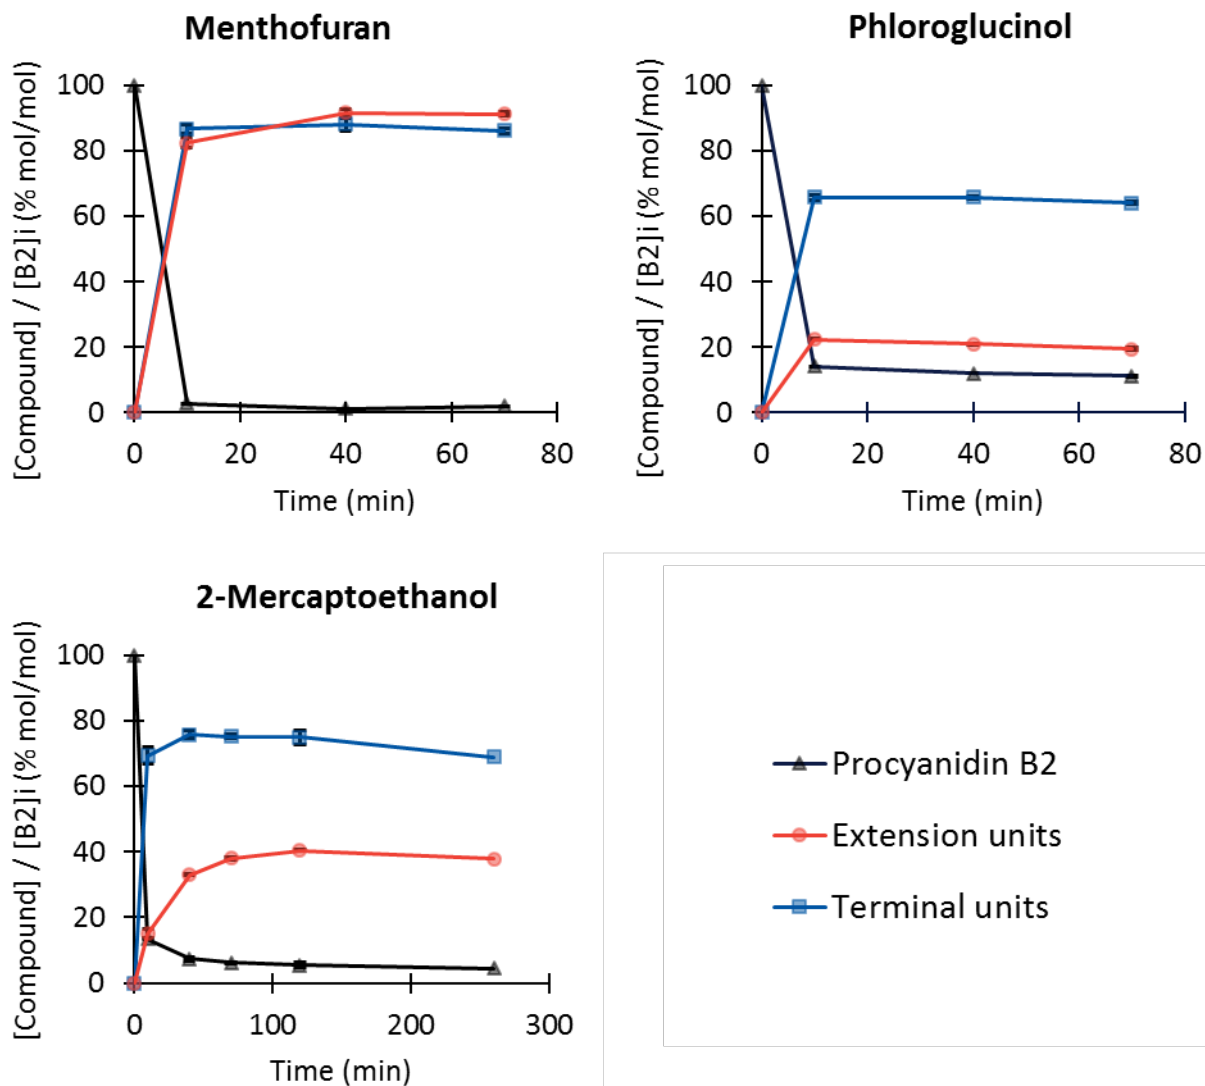 Menthofuran
[Compound] / [B2]i (% mol/mol)
100
80
60
40
20
0
0 20 40 60 80
Time (min)
Phloroglucinol
[Compound] / [B2]i (% mol/mol)
100
80
60
40
20
0
0 20 40 60 80
Time (min)
2-Mercaptoethanol
[Compound] / [B2]i (% mol/mol)
100
80
60
40
20
0
0 100 200 300
Time (min)
Procyanidin B2
Extension units
Terminal units